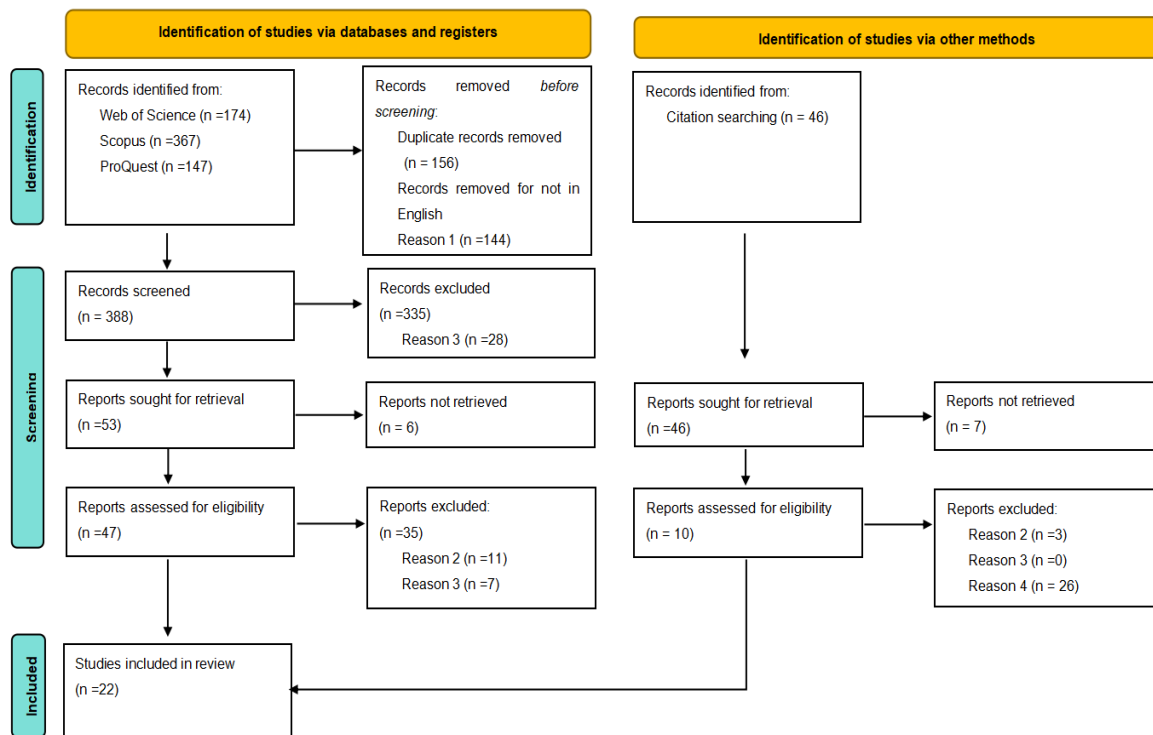 Identification of studies via databases and registers
Identification of studies via other methods
Identification
Records identified from:
Web of Science (n =174)
Scopus (n =367)
ProQuest (n =147)
Records removed before
screening:
Duplicate records removed
(n = 156)
Records removed for not in
English
Reason 1 (n =144)
Records identified from:
Citation searching (n = 46)
Screening
Records screened
(n = 388)
Records excluded
(n =335)
Reason 3 (n =28)
Reports sought for retrieval
(n =53)
Reports not retrieved
(n = 6)
Reports sought for retrieval
(n =46)
Reports not retrieved
(n = 7)
Reports assessed for eligibility
(n =47)
Reports excluded:
(n =35)
Reason 2 (n =11)
Reason 3 (n =7)
Reports assessed for eligibility
(n = 10)
Reports excluded:
Reason 2 (n =3)
Reason 3 (n =0)
Reason 4 (n = 26)
Included
Studies included in review
(n =22)